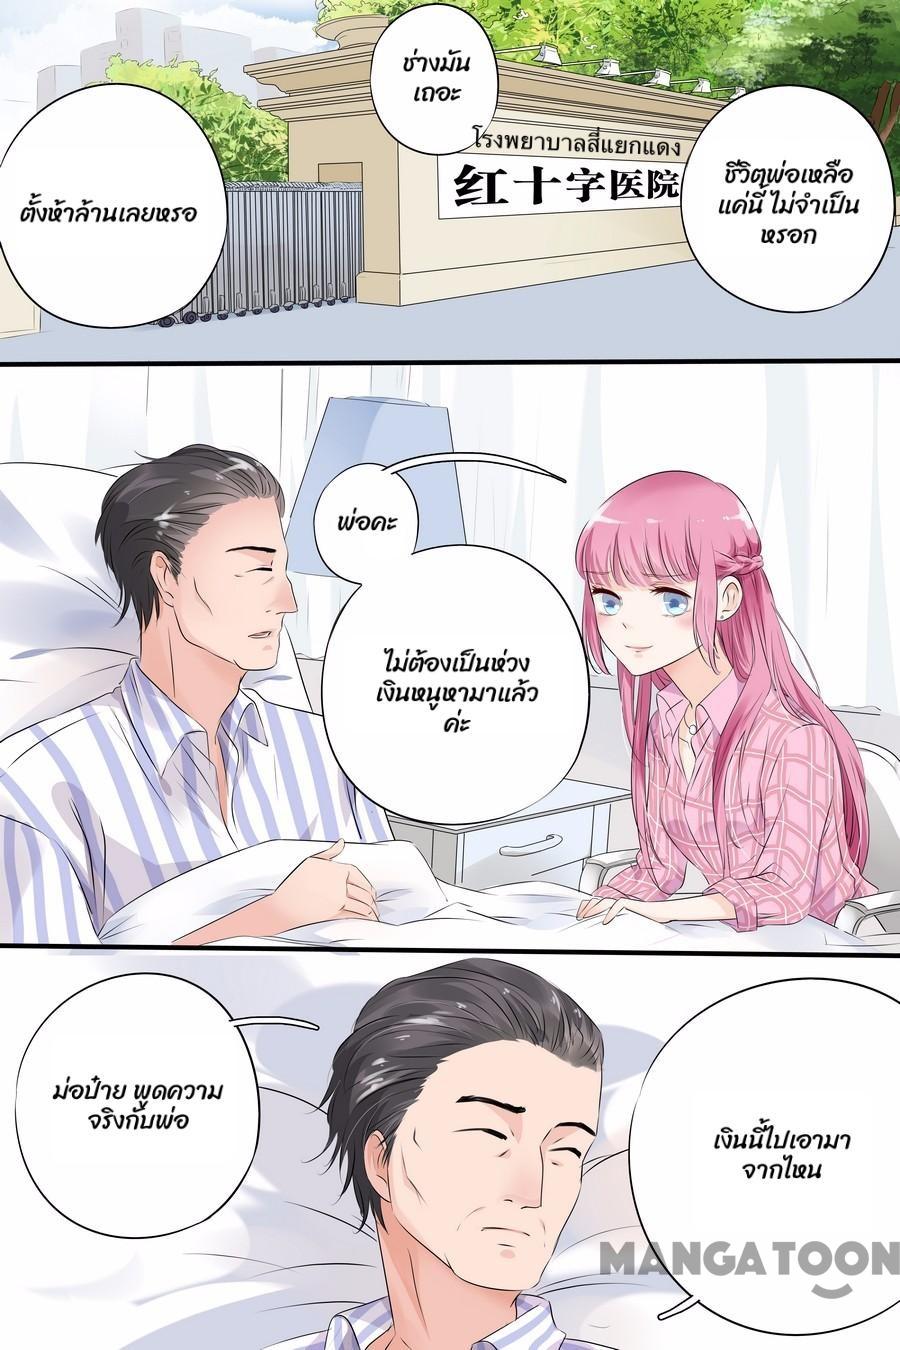 ตั้งห้าล้านเลยหรอ
ช่างมัน
เถอะ
ชีวิตพ่อเหลือ
แค่นี้ ไม่จำเป็น
หรอก
โรงพยาบาลสี่แยกแดง
红十字医院
พ่อคะ
ไม่ต้องเป็นห่วง
เงินหนูหามาแล้ว
ค่ะ
ม่อป๋าย พูดความ
จริงกับพ่อ
เงินนี้ไปเอามา
จากไหน
MANGATOON